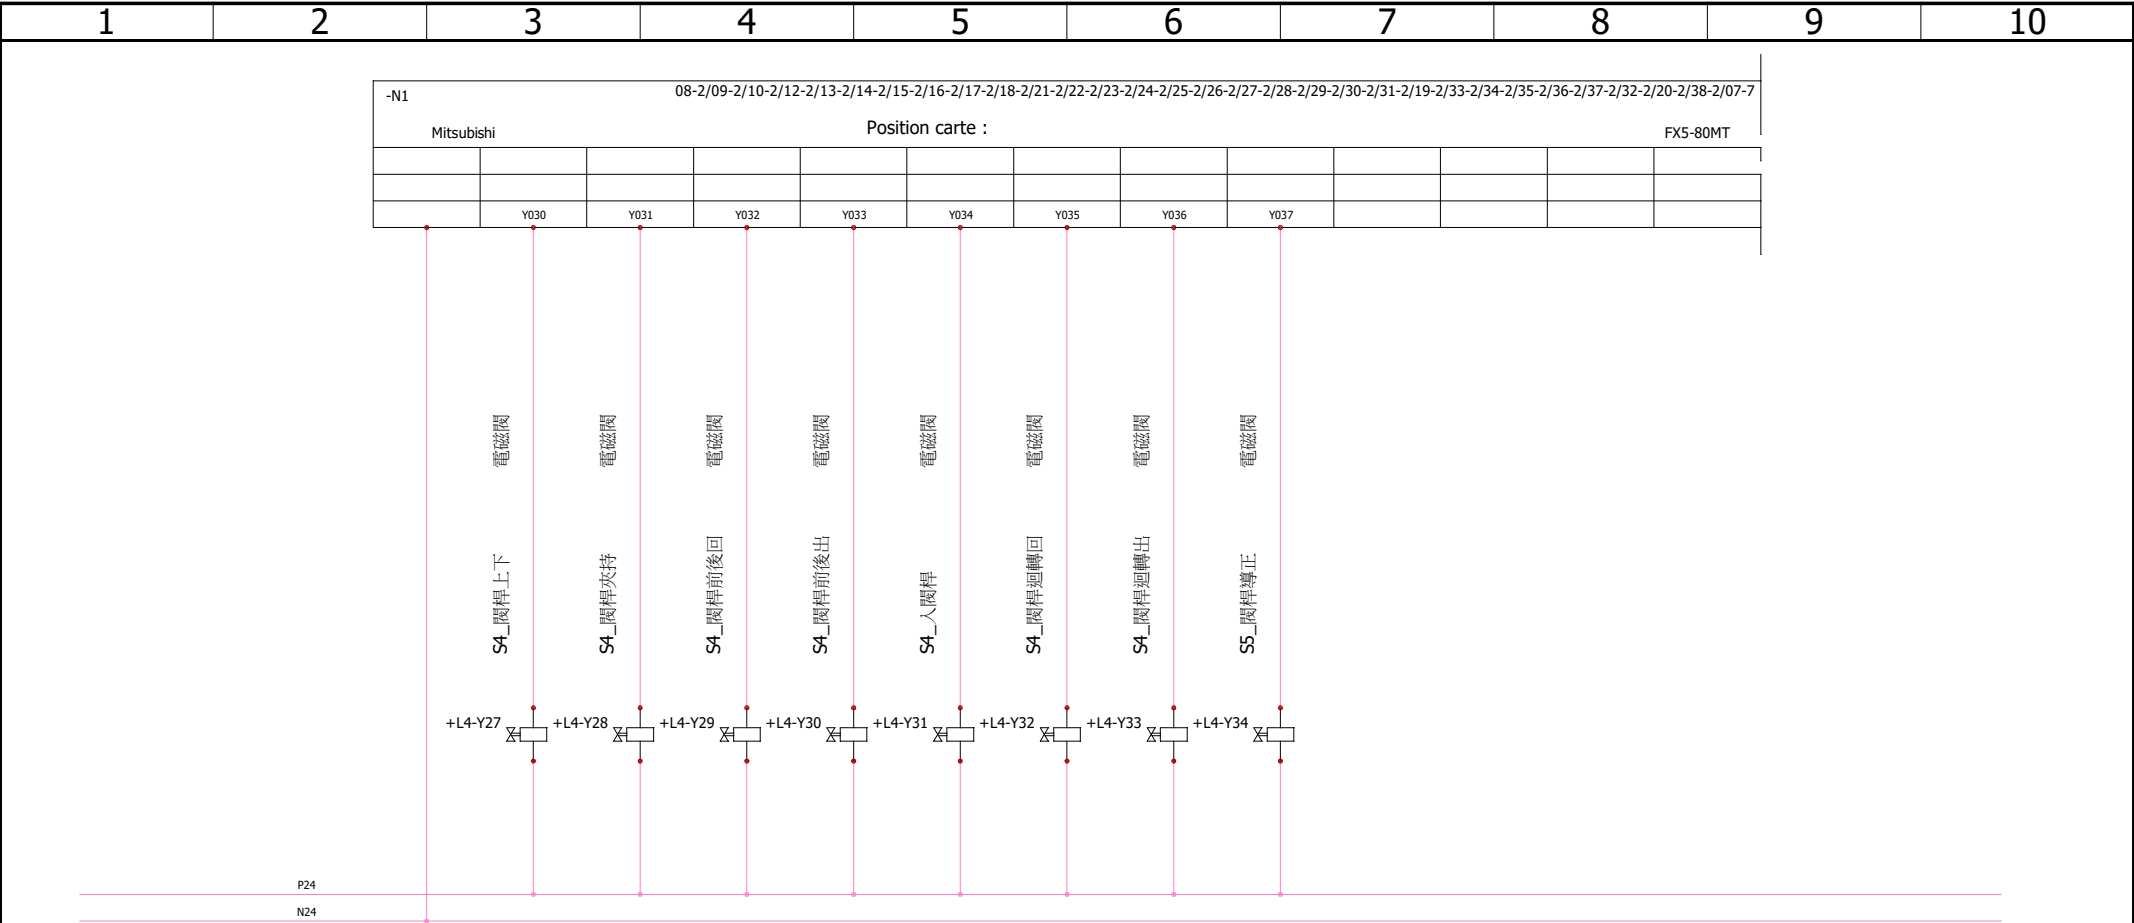 1 2 3 4 5 6 7 8 9 10
-N1 08-2/09-2/10-2/12-2/13-2/14-2/15-2/16-2/17-2/18-2/21-2/22-2/23-2/24-2/25-2/26-2/27-2/28-2/29-2/30-2/31-2/19-2/33-2/34-2/35-2/36-2/37-2/32-2/20-2/38-2/07-7
Mitsubishi Position carte : FX5-80MT
Y030 Y031 Y032 Y033 Y034 Y035 Y036 Y037
S4_閥桿上下 電磁閥
S4_閥桿夾持 電磁閥
S4_閥桿前後回 電磁閥
S4_閥桿前後出 電磁閥
S4_入閥桿 電磁閥
S4_閥桿迴轉回 電磁閥
S4_閥桿迴轉出 電磁閥
S5_閥桿導正 電磁閥
+L4-Y27 +L4-Y28 +L4-Y29 +L4-Y30 +L4-Y31 +L4-Y32 +L4-Y33 +L4-Y34
P24
N24